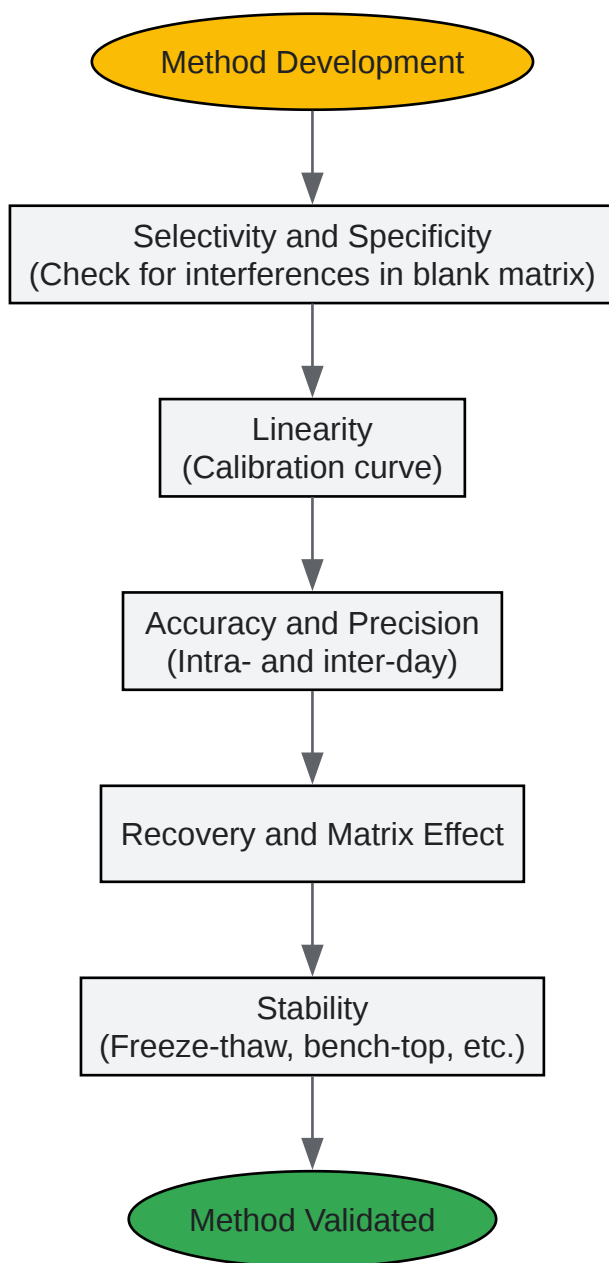 Method Development
Selectivity and Specificity
(Check for interferences in blank matrix)
Linearity
(Calibration curve)
Accuracy and Precision
(Intra- and inter-day)
Recovery and Matrix Effect
Stability
(Freeze-thaw, bench-top, etc.)
Method Validated